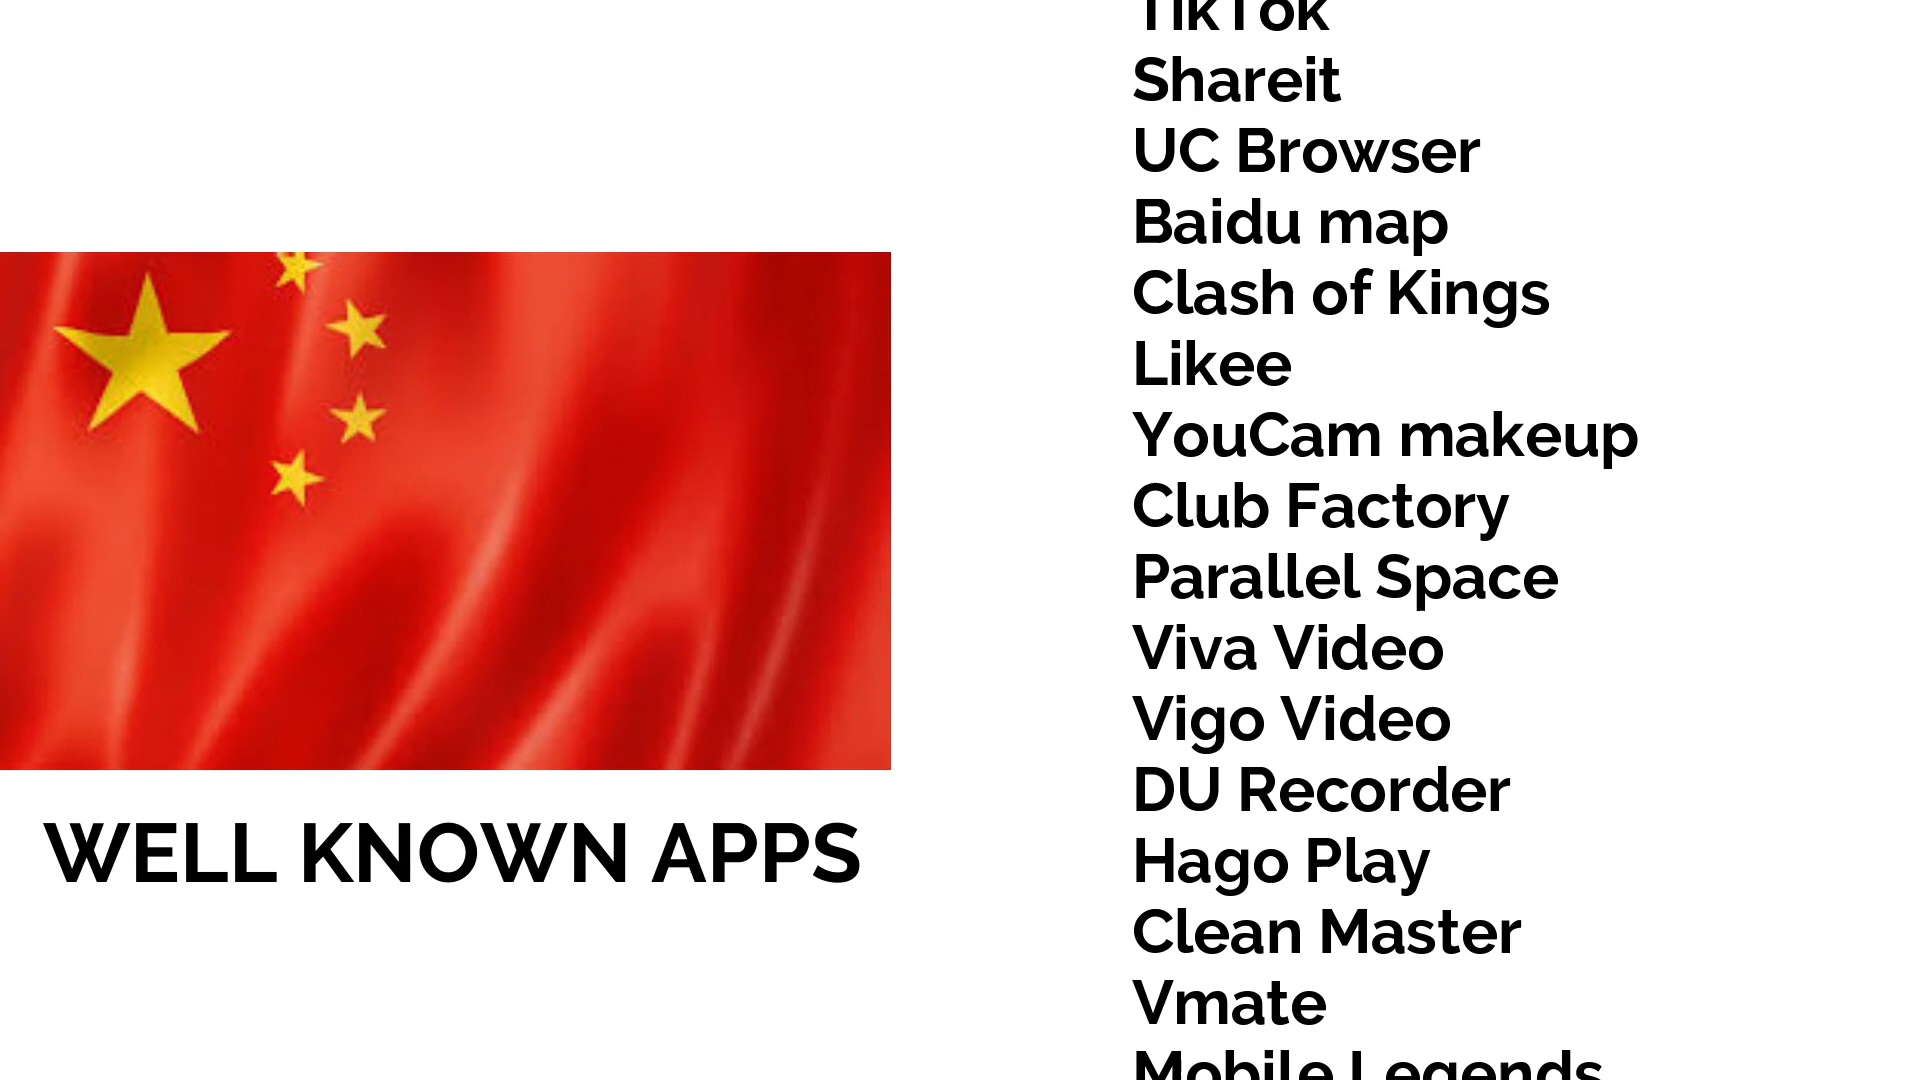 TikTok
Shareit
UC Browser
Baidu map
Clash of Kings
Likee
YouCam makeup
Club Factory
Parallel Space
Viva Video
Vigo Video
DU Recorder
Hago Play
Clean Master
Vmate
Mobile Legends
WELL KNOWN APPS